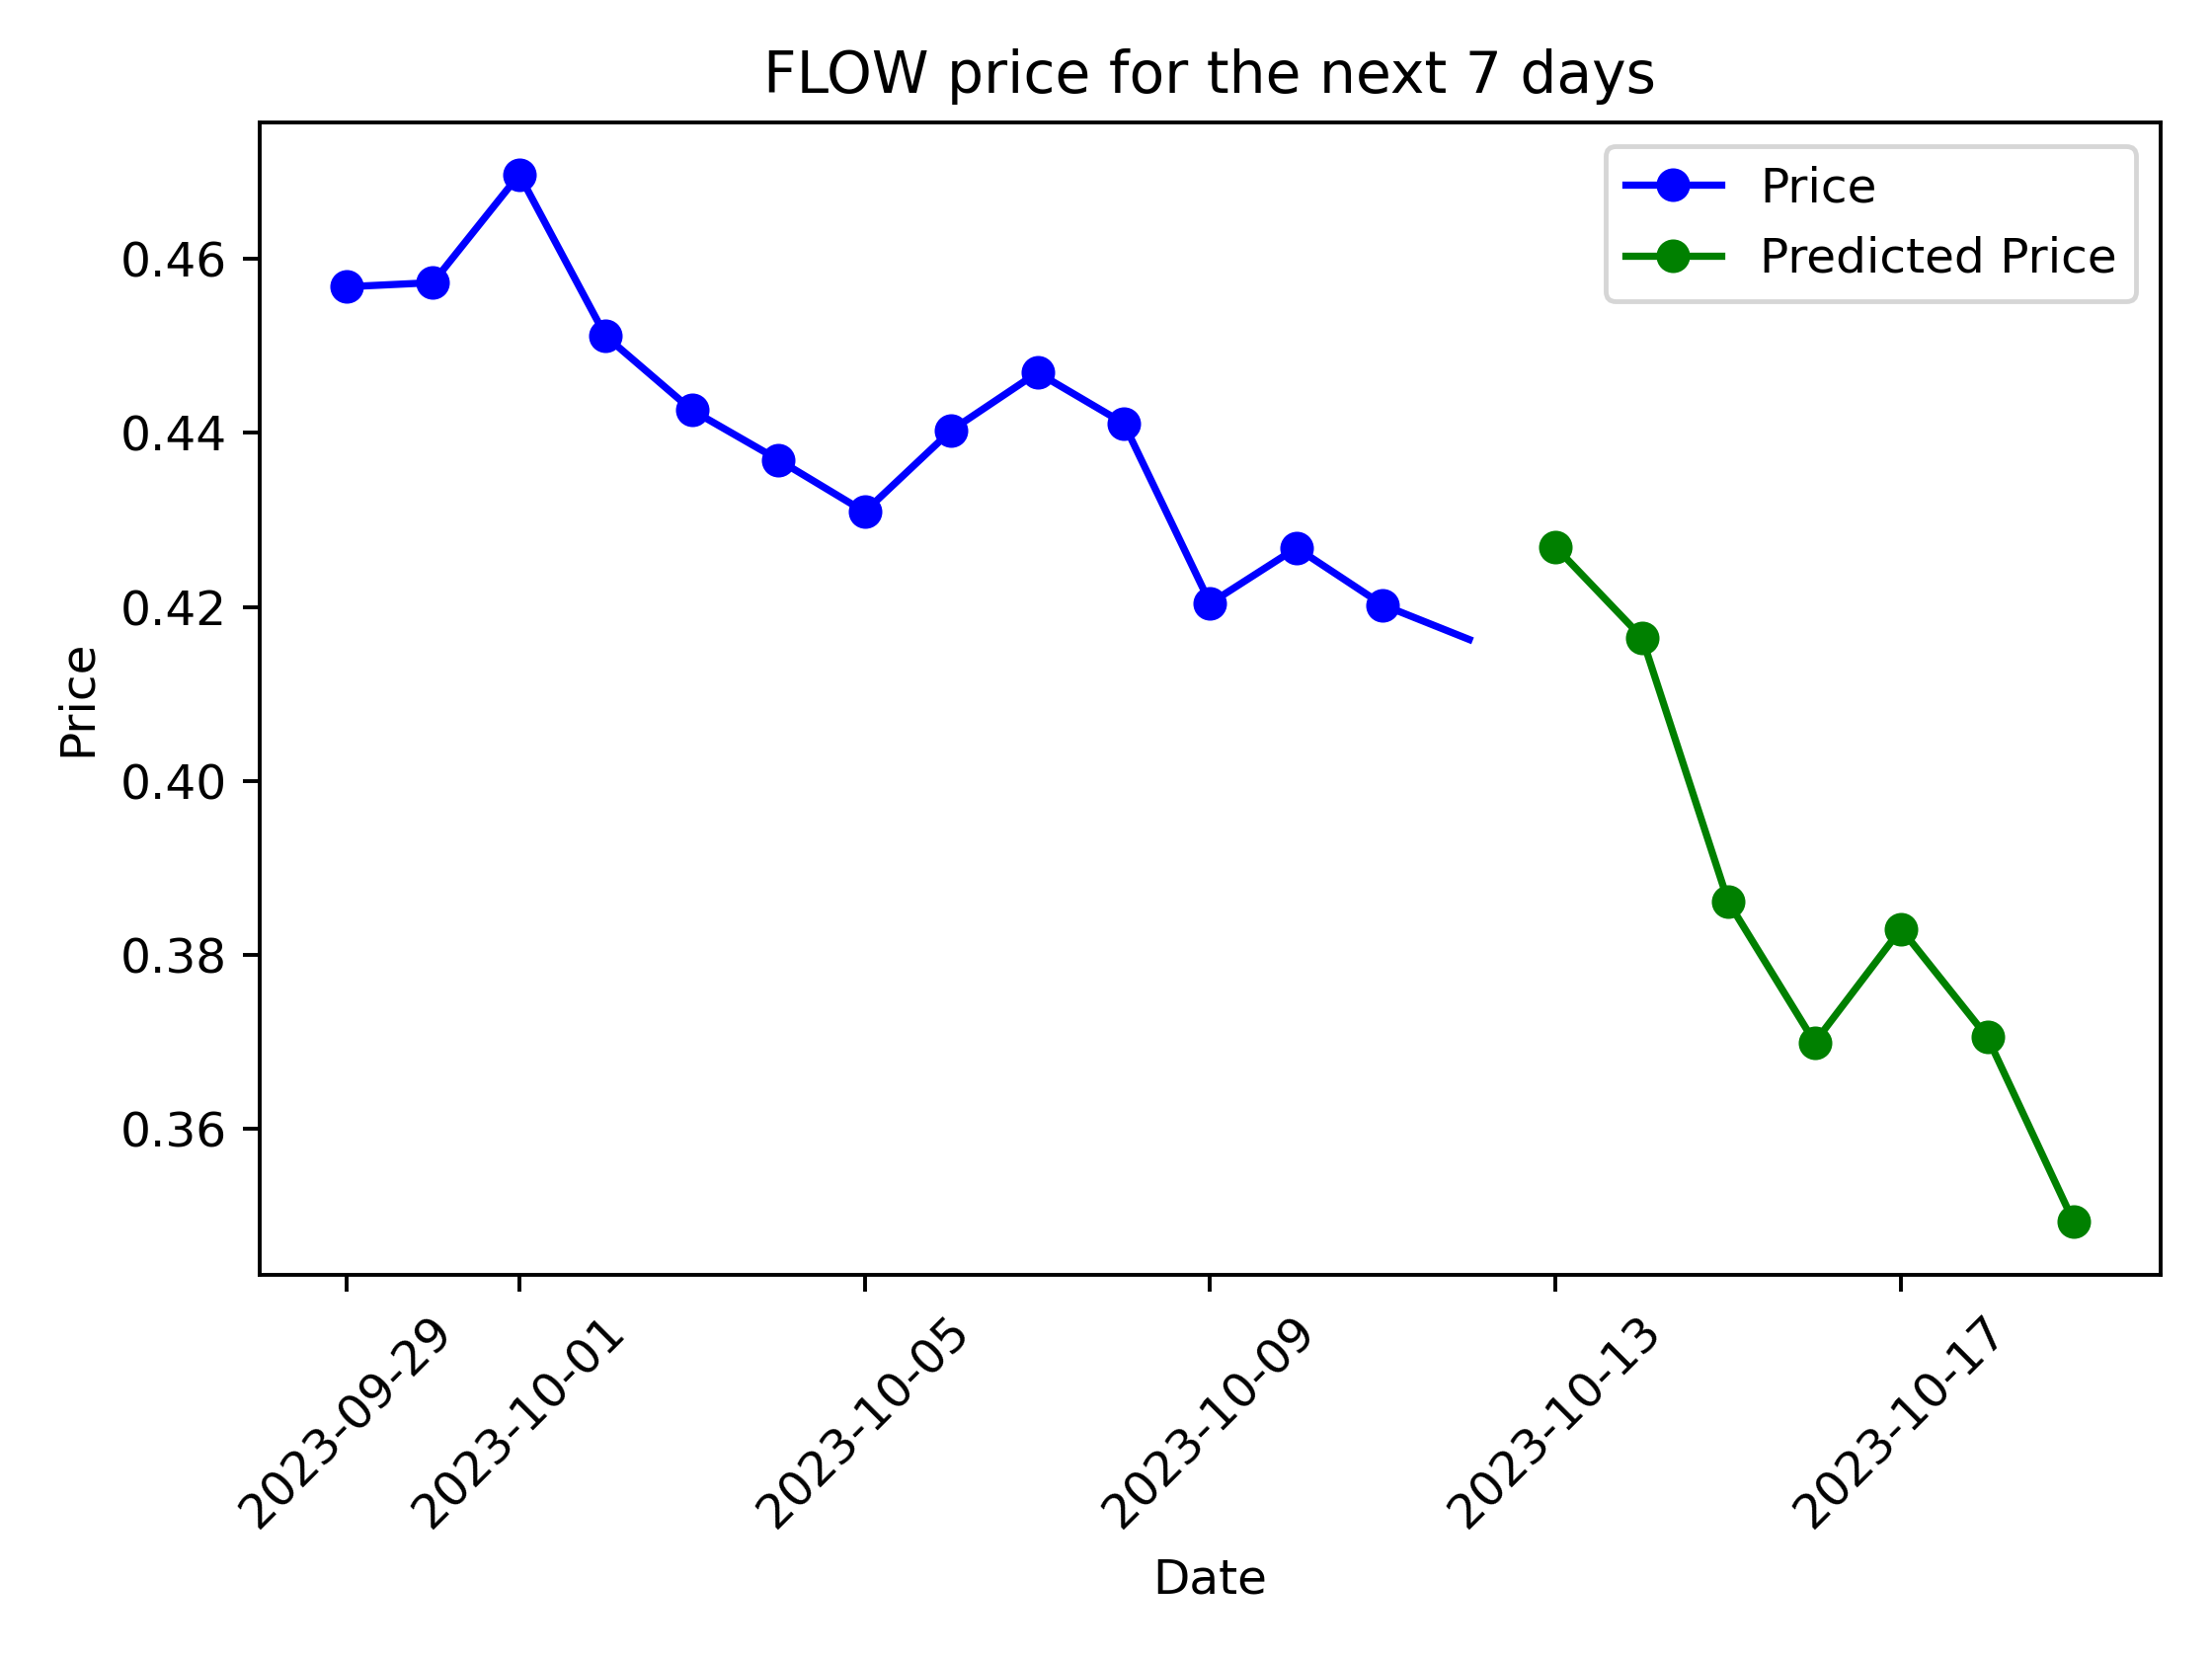 FLOW price for the next 7 days
Price
Predicted Price
0.46
0.44
0.42
0.40
0.38
0.36
Price
2023-09-29
2023-10-01
2023-10-05
2023-10-09
2023-10-13
2023-10-17
Date